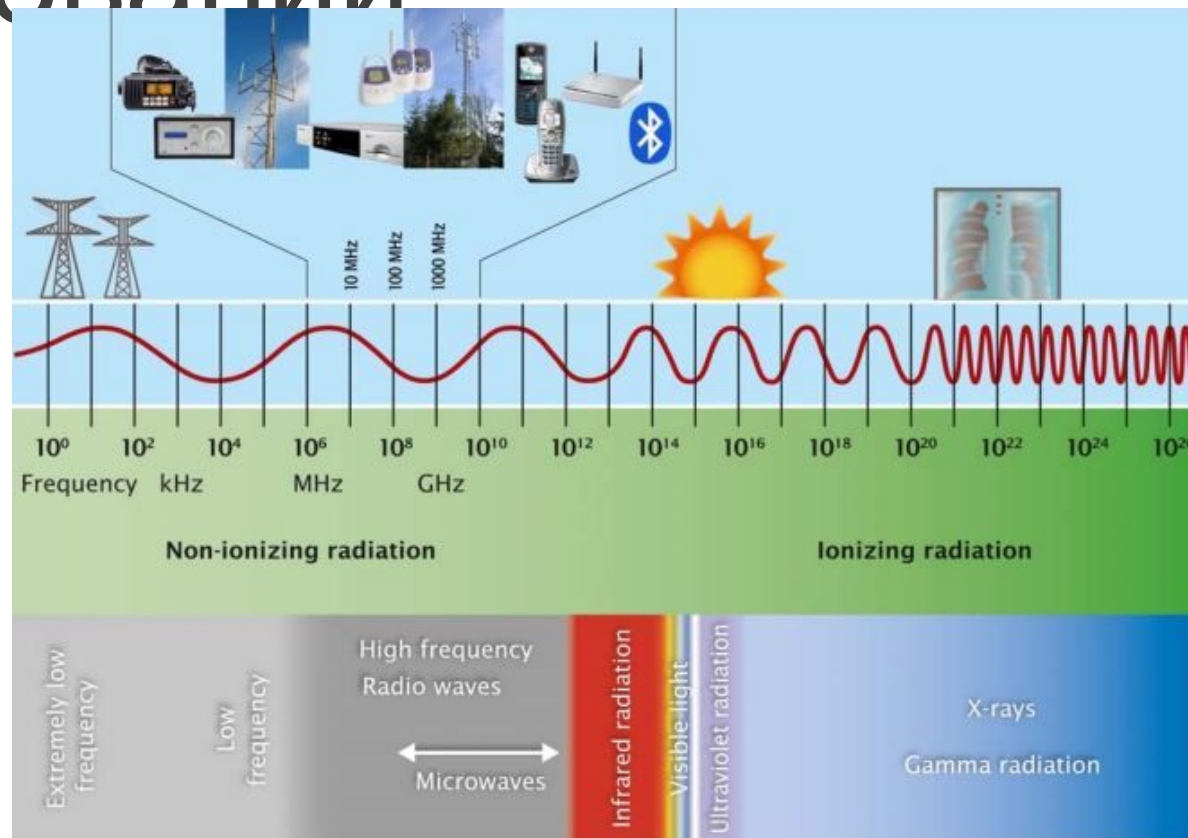 10 MHz
100 MHz
1000 MHz
10⁰ 10² 10⁴ 10⁶ 10⁸ 10¹⁰ 10¹² 10¹⁴ 10¹⁶ 10¹⁸ 10²⁰ 10²² 10²⁴
Frequency kHz MHz GHz
Non-ionizing radiation
Ionizing radiation
Extremely low
frequency
Low
frequency
High frequency
Radio waves
Microwaves
Infrared radiation
Visible light
Ultraviolet radiation
X-rays
Gamma radiation